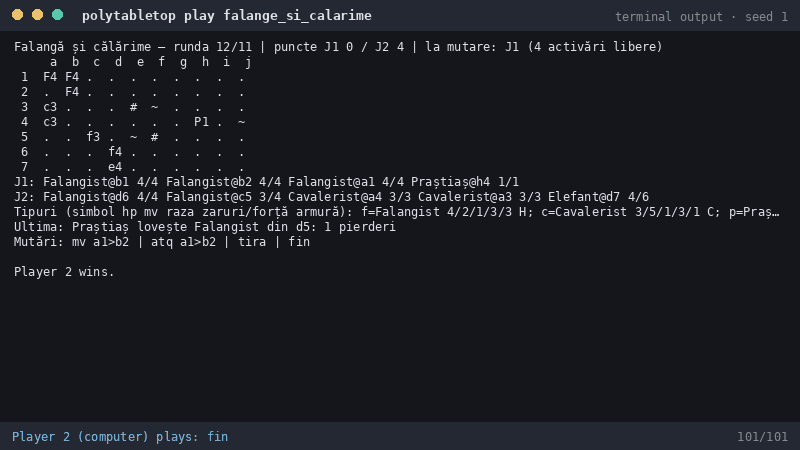 polytabletop play falange_si_calarime
terminal output · seed 1
Falangă și călărime — runda 12/11 | puncte J1 0 / J2 4 | la mutare: J1 (4 activări libere)
a b c d e f g h i j
1 F4 F4 . . . . . . . .
2 . F4 . . . . . . . .
3 c3 . . . # ~ . . . .
4 c3 . . . . . . P1 . ~
5 . . f3 . ~ # . . . .
6 . . . f4 . . . . . .
7 . . . e4 . . . . . .
J1: Falangist@b1 4/4 Falangist@b2 4/4 Falangist@a1 4/4 Praștiaș@h4 1/1
J2: Falangist@d6 4/4 Falangist@c5 3/4 Cavalerist@a4 3/3 Cavalerist@a3 3/3 Elefant@d7 4/6
Tipuri (simbol hp mv raza zaruri/forță armură): f=Falangist 4/2/1/3/3 H; c=Cavalerist 3/5/1/3/1 C; p=Praș…
Ultima: Praștiaș lovește Falangist din d5: 1 pierderi
Mutări: mv a1>b2 | atq a1>b2 | tira | fin
Player 2 wins.
Player 2 (computer) plays: fin
101/101